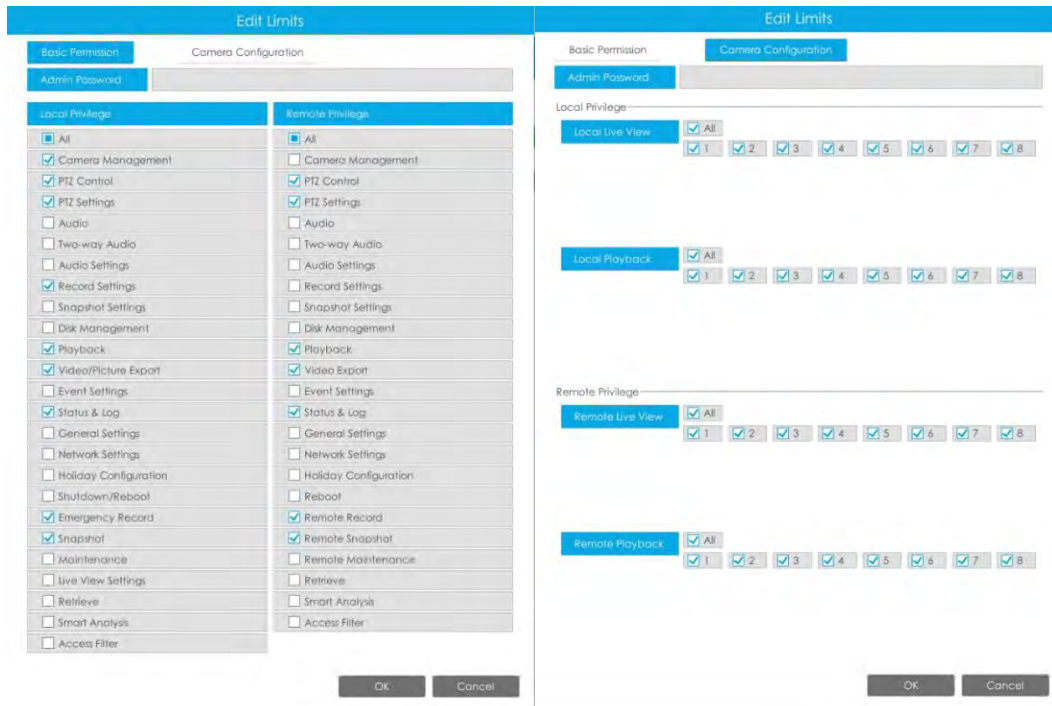 Edit Limits
Basic Permission Camera Configuration
Admin Password
Local Privilege Remote Privilege
All All
Camera Management Camera Management
PTZ Control PTZ Control
PTZ Settings PTZ Settings
Audio Audio
Two-way Audio Two-way Audio
Audio Settings Audio Settings
Record Settings Record Settings
Snapshot Settings Snapshot Settings
Disk Management Disk Management
Playback Playback
Video/Picture Export Video Export
Event Settings Event Settings
Status & Log Status & Log
General Settings General Settings
Network Settings Network Settings
Holiday Configuration Holiday Configuration
Shutdown/Reboot Reboot
Emergency Record Remote Record
Snapshot Remote Snapshot
Maintenance Remote Maintenance
Live View Settings Retrieve
Retrieve Smart Analysis
Smart Analysis Access Filter
Access Filter
OK Cancel
Edit Limits
Basic Permission Camera Configuration
Admin Password
Local Privilege
Local Live View All
1 2 3 4 5 6 7 8
Local Playback All
1 2 3 4 5 6 7 8
Remote Privilege
Remote Live View All
1 2 3 4 5 6 7 8
Remote Playback All
1 2 3 4 5 6 7 8
OK Cancel